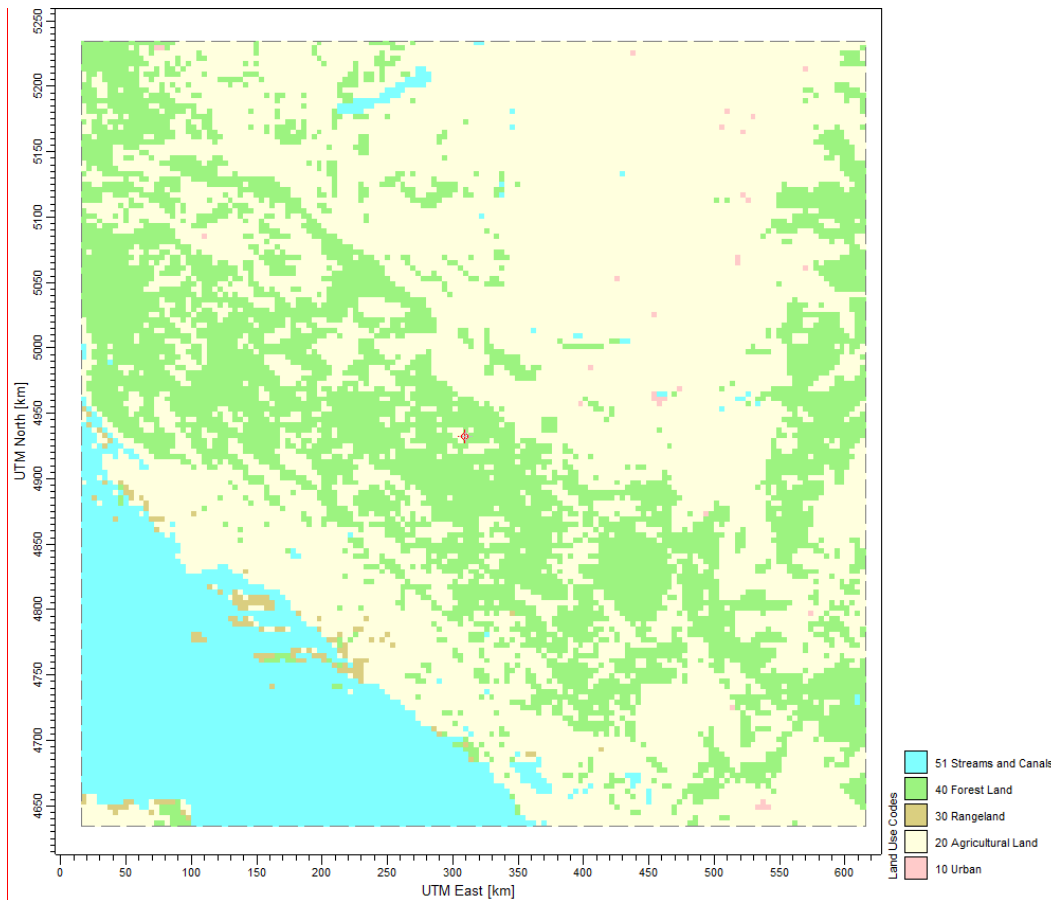 UTM North [km]
5250
5200
5150
5100
5050
5000
4950
4900
4850
4800
4750
4700
4650
0 50 100 150 200 250 300 350 400 450 500 550 600
UTM East [km]
Land Use Codes
51 Streams and Canals
40 Forest Land
30 Rangeland
20 Agricultural Land
10 Urban